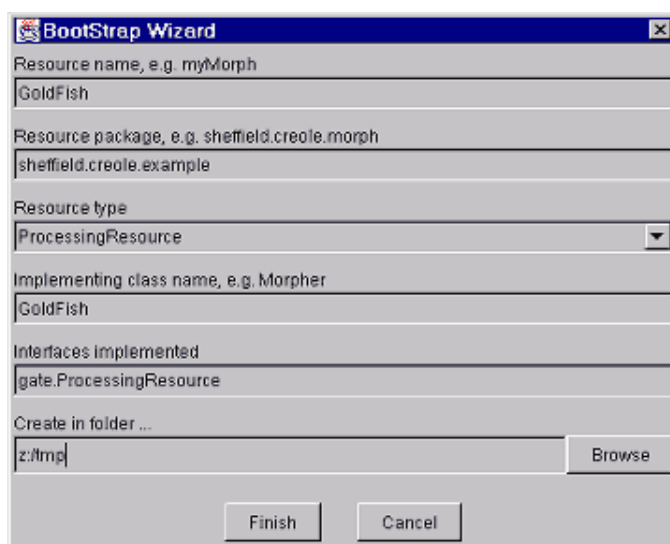 BootStrap Wizard
Resource name, e.g. myMorph
GoldFish
Resource package, e.g. sheffield.creole.morph
sheffield.creole.example
Resource type
ProcessingResource
Implementing class name, e.g. Morpher
GoldFish
Interfaces implemented
gate.ProcessingResource
Create in folder ...
z:/tmp
Browse
Finish
Cancel